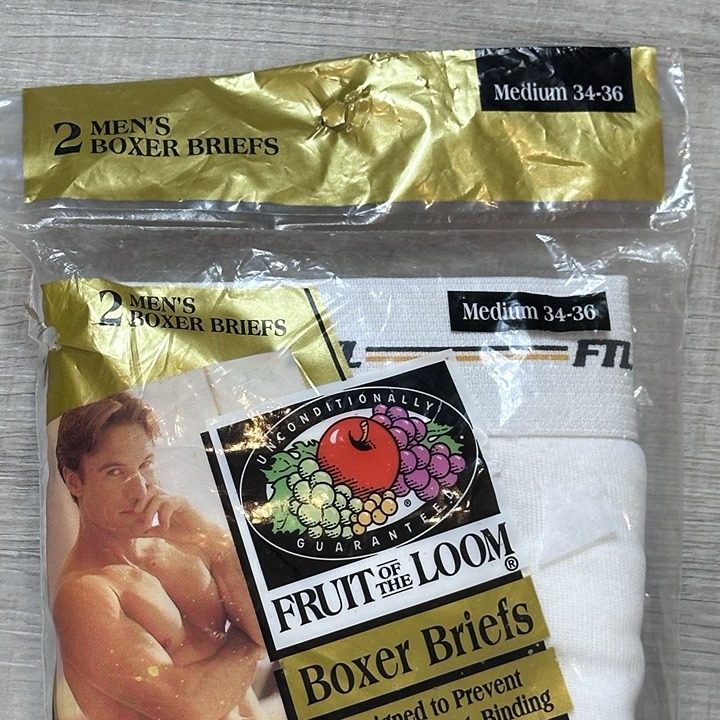 Medium 34-36
2 MEN'S
BOXER BRIEFS
2 MEN'S
BOXER BRIEFS
Medium 34-36
FTL
UNCONDITIONALLY
GUARANTEED
®
FRUIT OF THE LOOM®
Boxer Briefs
to Prevent
Binding